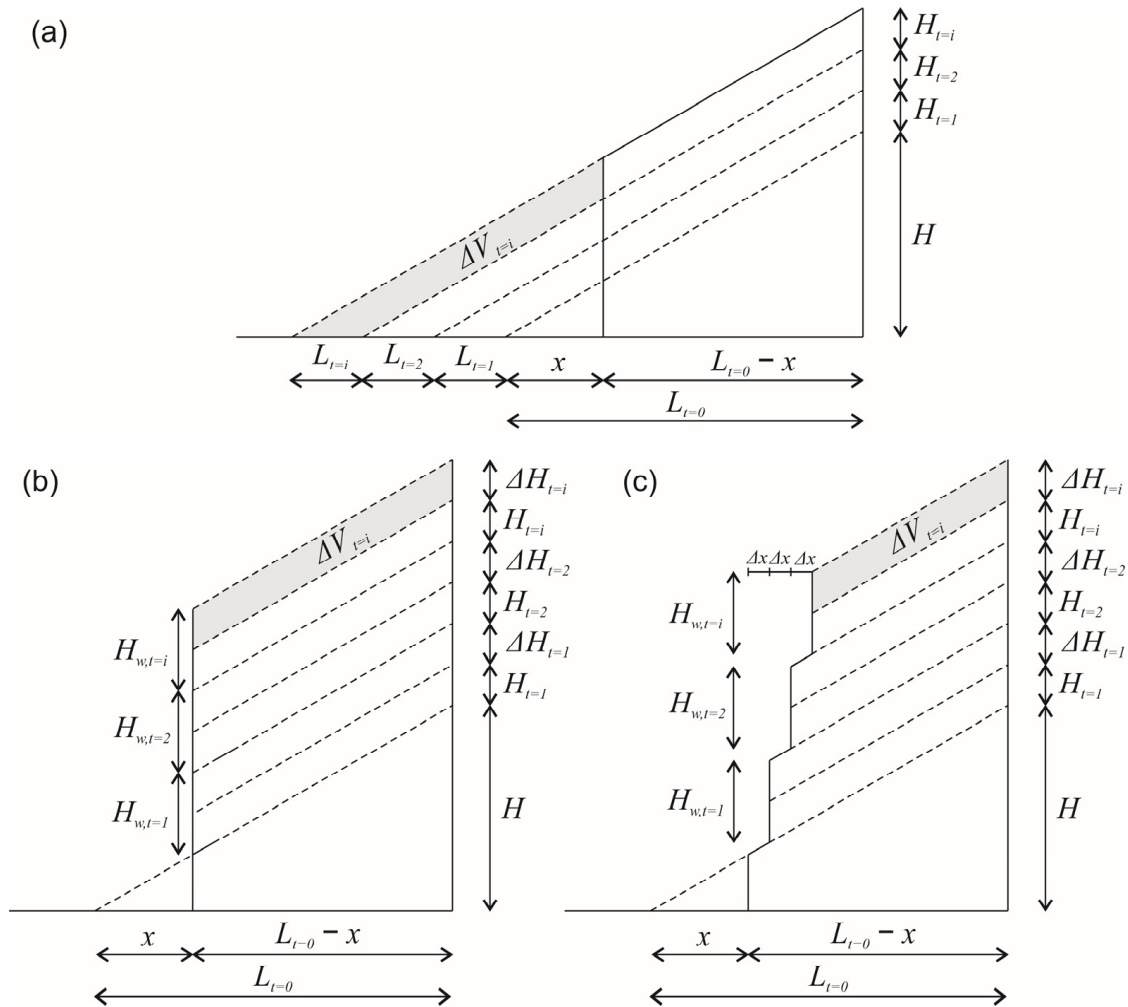 (a)
H_{t=i}
H_{t=2}
H_{t=1}
H
ΔV_{t=i}
L_{t=i} L_{t=2} L_{t=1} x L_{t=0} − x
L_{t=0}
(b)
ΔH_{t=i}
H_{t=i}
ΔH_{t=2}
H_{t=2}
ΔH_{t=1}
H_{t=1}
H
ΔV_{t=i}
H_{w,t=i}
H_{w,t=2}
H_{w,t=1}
x L_{t−0} − x
L_{t=0}
(c)
ΔH_{t=i}
H_{t=i}
ΔH_{t=2}
H_{t=2}
ΔH_{t=1}
H_{t=1}
H
ΔV_{t=i}
Δx Δx Δx
H_{w,t=i}
H_{w,t=2}
H_{w,t=1}
x L_{t−0} − x
L_{t=0}